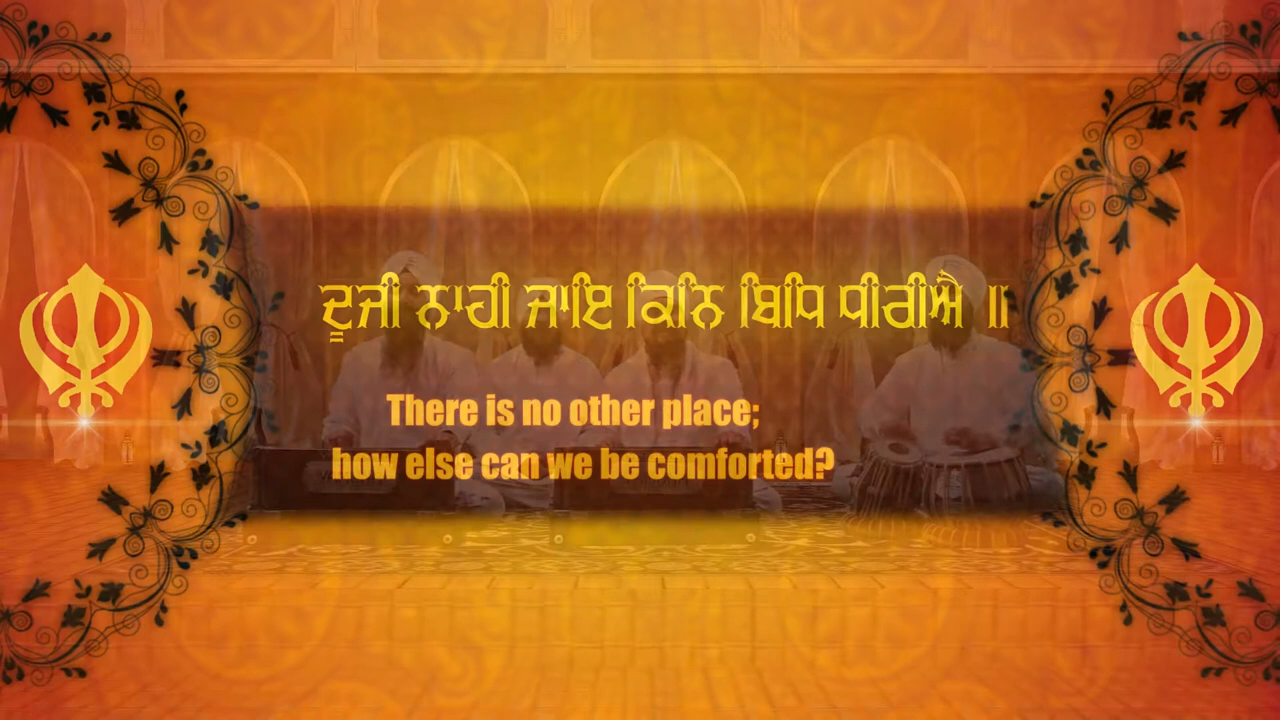 ਦੂਜੀ ਨਾਹੀ ਜਾਇ ਕਿਨਿ ਬਿਧਿ ਧੀਰੀਐ ॥
There is no other place;
how else can we be comforted?